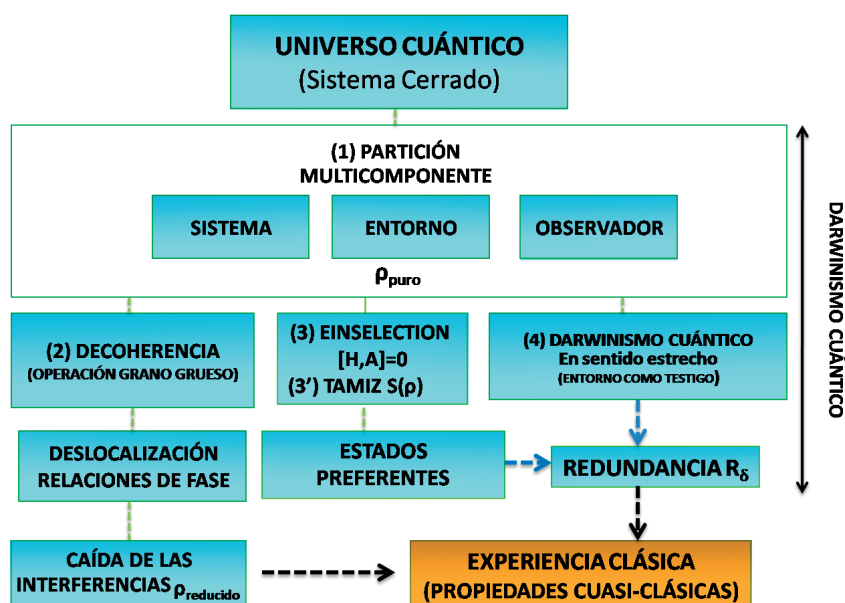 UNIVERSO CUÁNTICO
(Sistema Cerrado)
(1) PARTICIÓN
MULTICOMPONENTE
SISTEMA
ENTORNO
OBSERVADOR
ρpuro
(2) DECOHERENCIA
(OPERACIÓN GRANO GRUESO)
(3) EINSELECTION
[H,A]=0
(3') TAMIZ S(ρ)
(4) DARWINISMO CUÁNTICO
En sentido estrecho
(ENTORNO COMO TESTIGO)
DESLOCALIZACIÓN
RELACIONES DE FASE
ESTADOS
PREFERENTES
REDUNDANCIA Rδ
CAÍDA DE LAS
INTERFERENCIAS ρreducido
EXPERIENCIA CLÁSICA
(PROPIEDADES CUASI-CLÁSICAS)
DARWINISMO CUÁNTICO